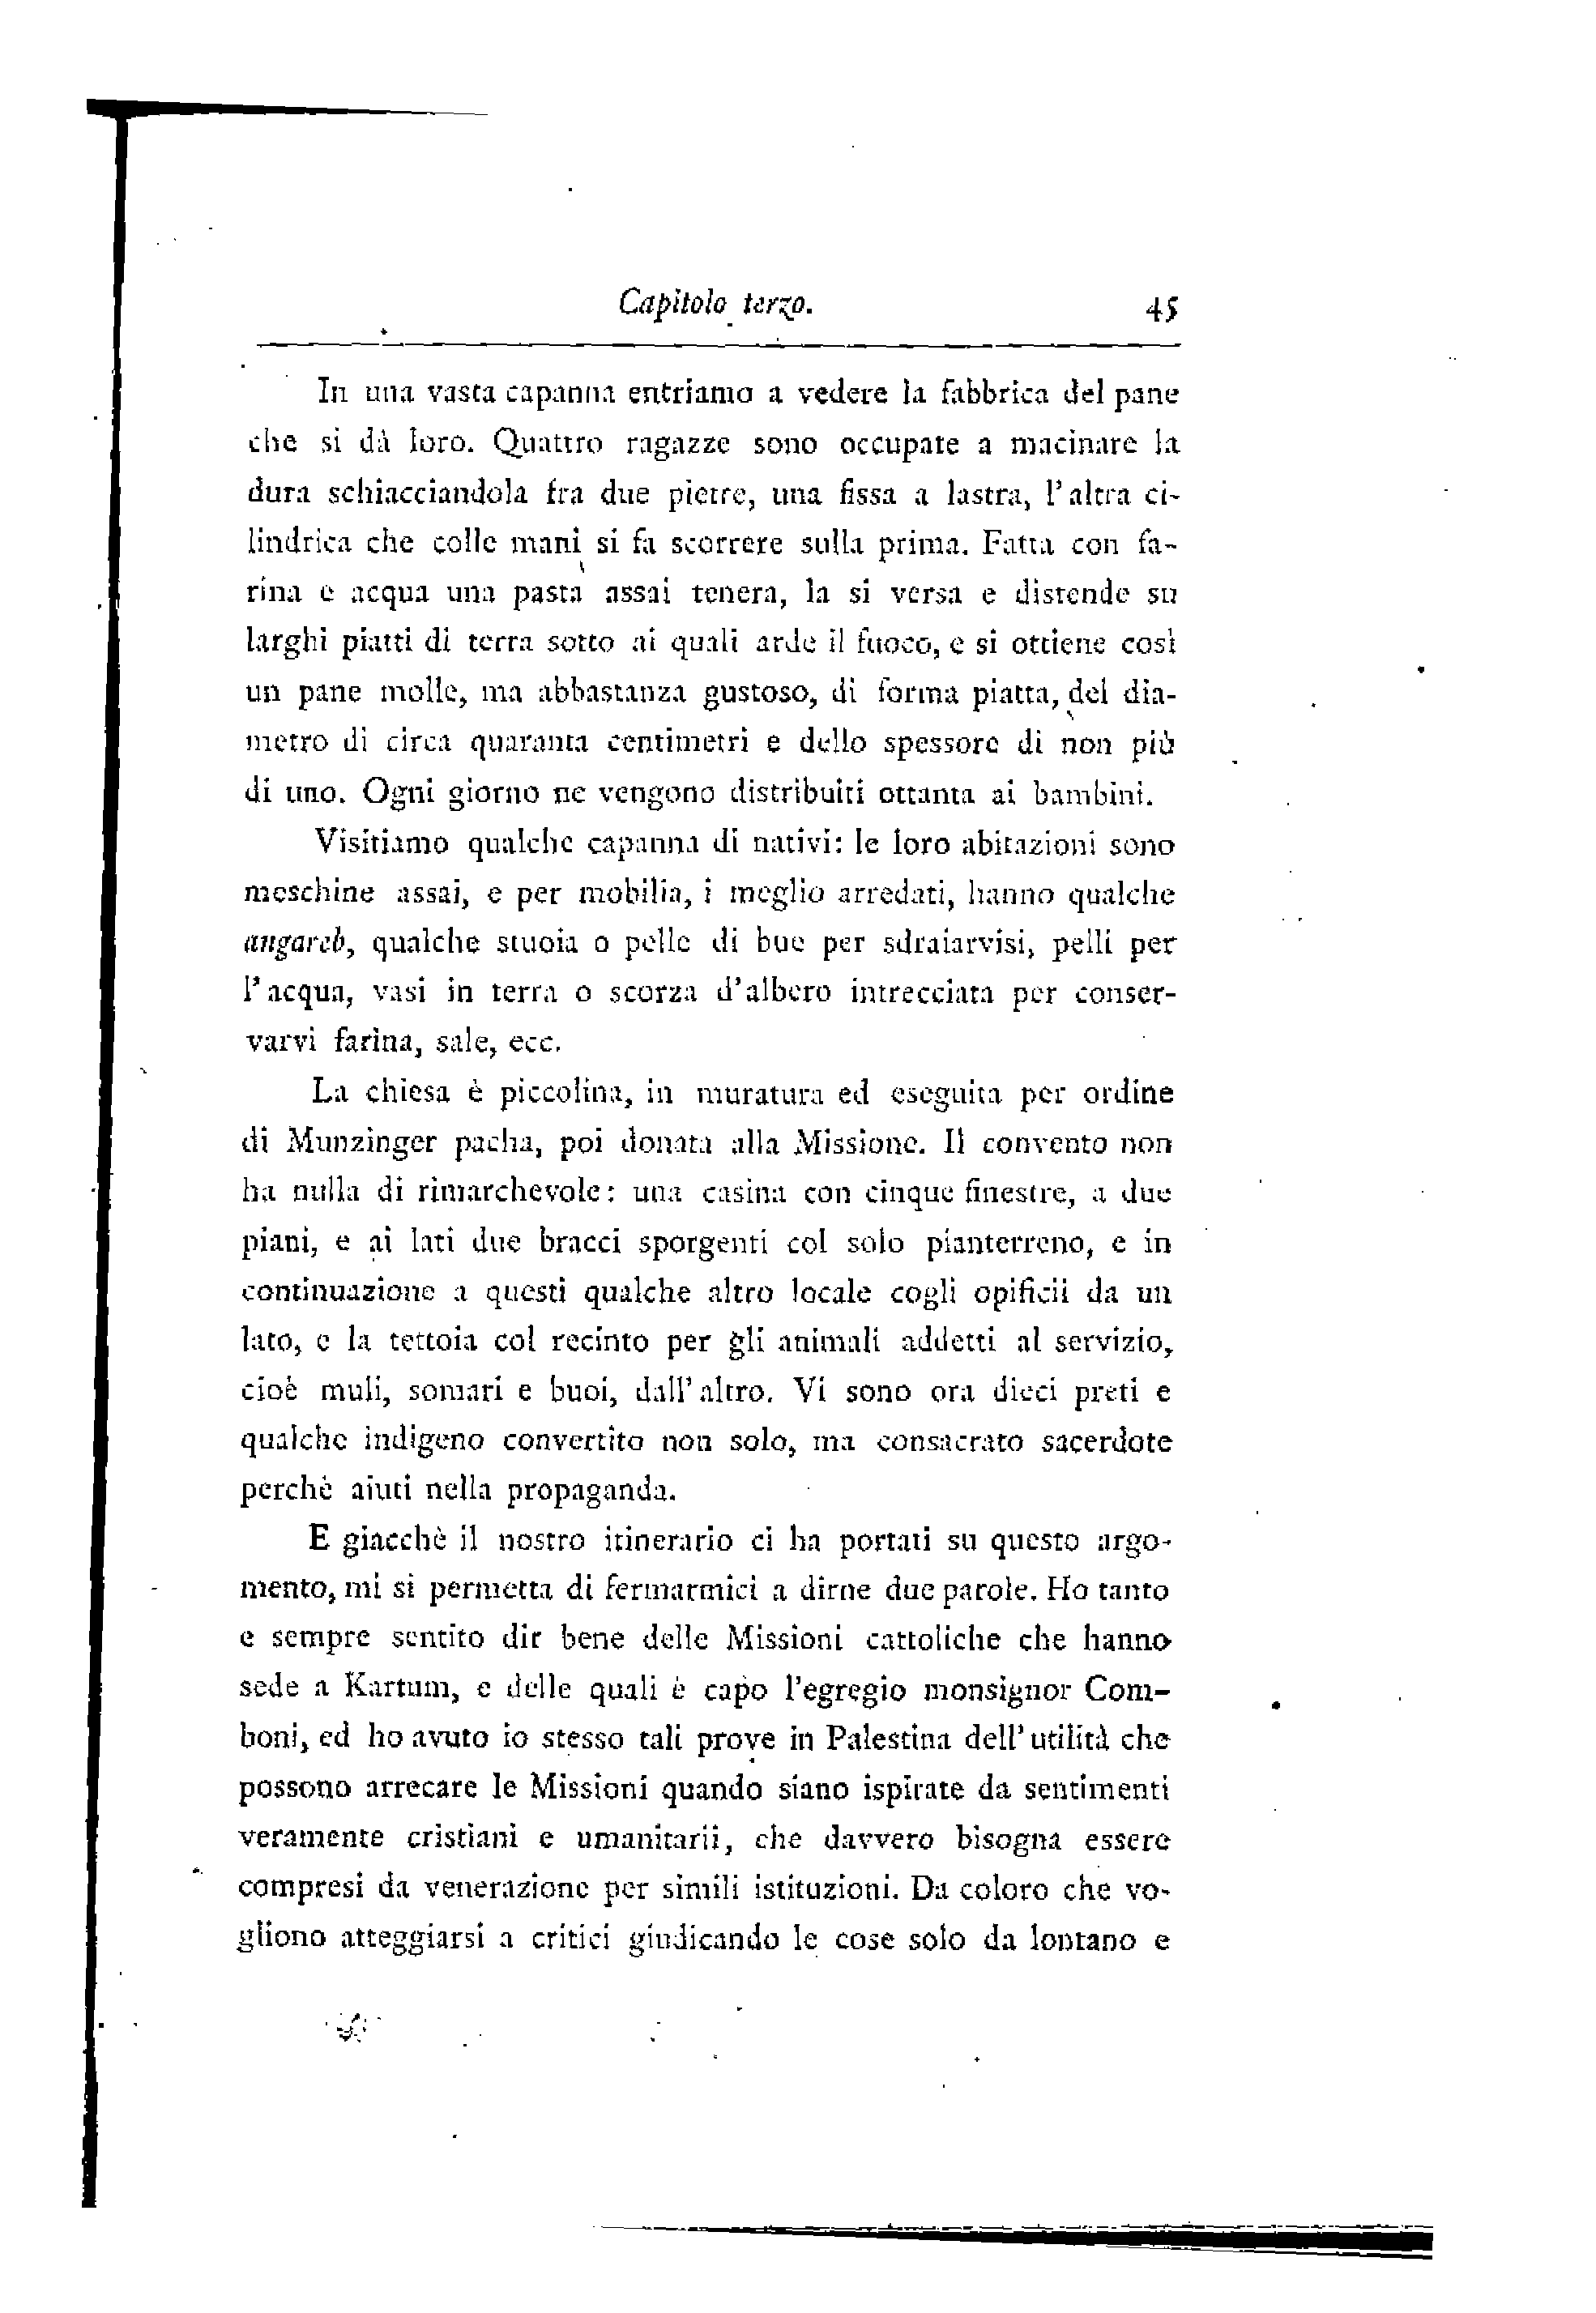 Capitolo terzo. 45
In una vasta capanna entriamo a vedere la fabbrica del pane
che si dà loro. Quattro ragazze sono occupate a macinare la
dura schiacciandola fra due pietre, una fissa a lastra, l'altra ci-
lindrica che colle mani si fa scorrere sulla prima. Fatta con fa-
rina e acqua una pasta assai tenera, la si versa e distende su
larghi piatti di terra sotto ai quali arde il fuoco, e si ottiene così
un pane molle, ma abbastanza gustoso, di forma piatta, del dia-
metro di circa quaranta centimetri e dello spessore di non più
di uno. Ogni giorno ne vengono distribuiti ottanta ai bambini.
Visitiamo qualche capanna di nativi: le loro abitazioni sono
meschine assai, e per mobilia, i meglio arredati, hanno qualche
angareb, qualche stuoia o pelle di bue per sdraiarvisi, pelli per
l'acqua, vasi in terra o scorza d'albero intrecciata per conser-
varvi farina, sale, ecc.
La chiesa è piccolina, in muratura ed eseguita per ordine
di Munzinger pacha, poi donata alla Missione. Il convento non
ha nulla di rimarchevole: una casina con cinque finestre, a due
piani, e ai lati due bracci sporgenti col solo pianterreno, e in
continuazione a questi qualche altro locale cogli opificii da un
lato, e la tettoia col recinto per gli animali addetti al servizio,
cioè muli, somari e buoi, dall'altro. Vi sono ora dieci preti e
qualche indigeno convertito non solo, ma consacrato sacerdote
perchè aiuti nella propaganda.
E giacchè il nostro itinerario ci ha portati su questo argo-
mento, mi si permetta di fermarmici a dirne due parole. Ho tanto
e sempre sentito dir bene delle Missioni cattoliche che hanno
sede a Kartum, e delle quali è capo l'egregio monsignor Com-
boni, ed ho avuto io stesso tali prove in Palestina dell'utilità che
possono arrecare le Missioni quando siano ispirate da sentimenti
veramente cristiani e umanitarii, che davvero bisogna essere
compresi da venerazione per simili istituzioni. Da coloro che vo-
gliono atteggiarsi a critici giudicando le cose solo da lontano e